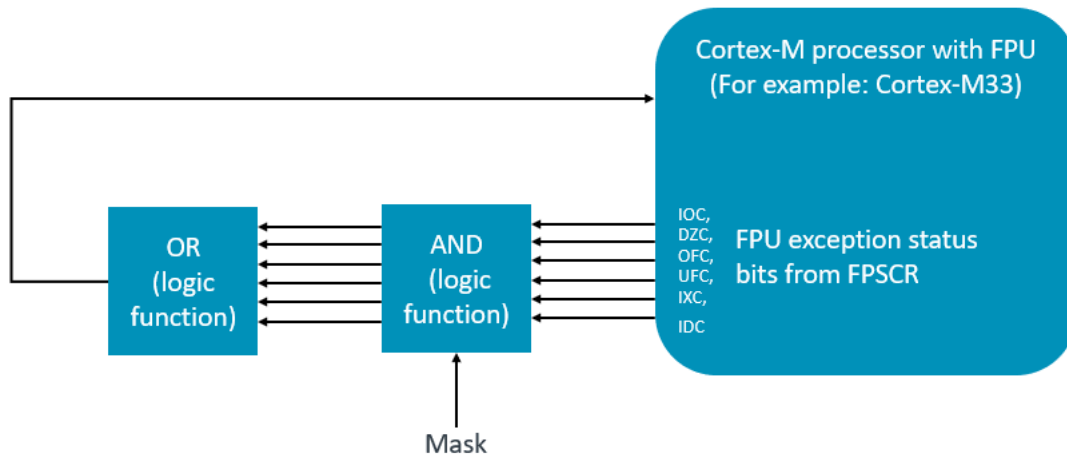 Cortex-M processor with FPU
(For example: Cortex-M33)
IOC,
DZC,
OFC,
UFC,
IXC,
IDC
FPU exception status
bits from FPSCR
AND
(logic
function)
OR
(logic
function)
Mask